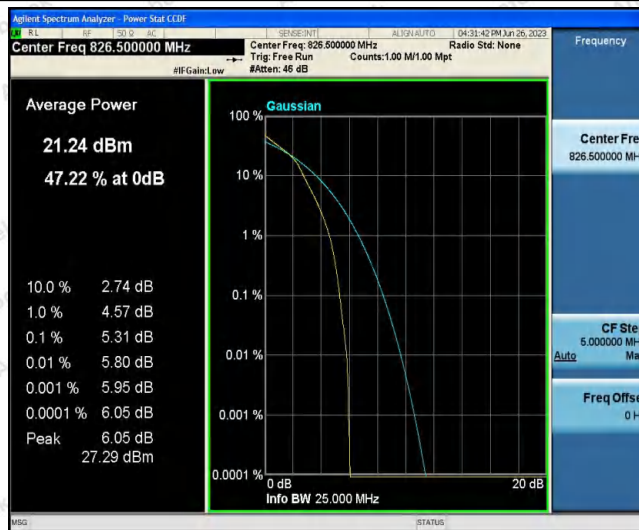 Agilent Spectrum Analyzer - Power Stat CCDF
RL RF 50 Ω AC SENSE:INT ALIGN AUTO 04:31:42 PM Jun 26, 2023
Center Freq 826.500000 MHz
Center Freq: 826.500000 MHz Radio Std: None
Trig: Free Run Counts:1.00 M/1.00 Mpt
#IFGain:Low #Atten: 46 dB
Frequency
Average Power
21.24 dBm
47.22 % at 0dB
10.0 % 2.74 dB
1.0 % 4.57 dB
0.1 % 5.31 dB
0.01 % 5.80 dB
0.001 % 5.95 dB
0.0001 % 6.05 dB
Peak 6.05 dB
27.29 dBm
Gaussian
100 %
10 %
1 %
0.1 %
0.01 %
0.001 %
0.0001 %
0 dB 20 dB
Info BW 25.000 MHz
Center Fre
826.500000 MH
CF Ste
5.000000 MH
Auto Ma
Freq Offse
0 H
MSG STATUS